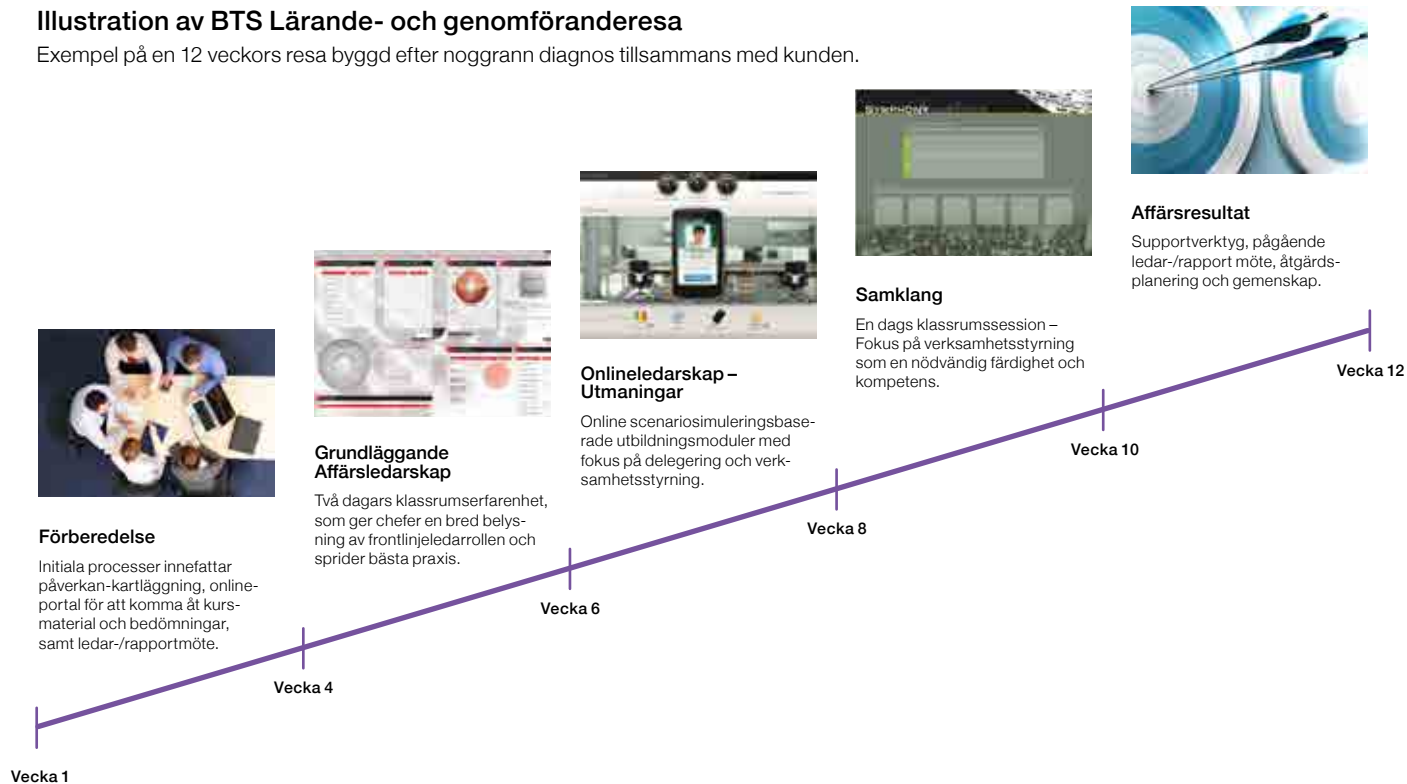 Illustration av BTS Lärande- och genomföranderesa
Exempel på en 12 veckors resa byggd efter noggrann diagnos tillsammans med kunden.
Förberedelse
Initiala processer innefattar
påverkan-kartläggning, online-
portal för att komma åt kurs-
material och bedömningar,
samt ledar-/rapportmöte.
Grundläggande
Affärsledarskap
Två dagars klassrumserfarenhet,
som ger chefer en bred belys-
ning av frontlinjeledarrollen och
sprider bästa praxis.
Onlineledarskap –
Utmaningar
Online scenariosimuleringsbase-
rade utbildningsmoduler med
fokus på delegering och verk-
samhetsstyrning.
SYMPHONY
Samklang
En dags klassrumssession –
Fokus på verksamhetsstyrning
som en nödvändig färdighet och
kompetens.
Affärsresultat
Supportverktyg, pågående
ledar-/rapport möte, åtgärds-
planering och gemenskap.
Vecka 1
Vecka 4
Vecka 6
Vecka 8
Vecka 10
Vecka 12